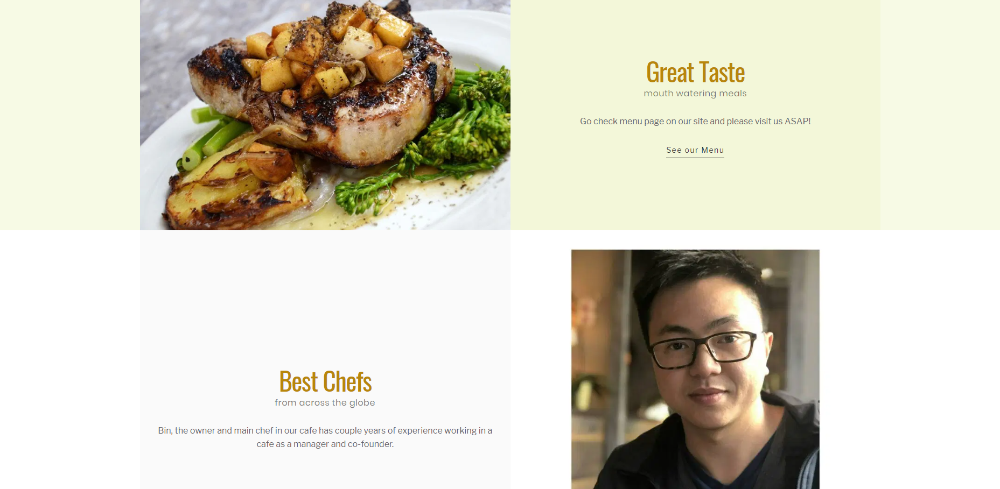 Great Taste
mouth watering meals
Go check menu page on our site and please visit us ASAP!
See our Menu
Best Chefs
from across the globe
Bin, the owner and main chef in our cafe has couple years of experience working in a
cafe as a manager and co-founder.